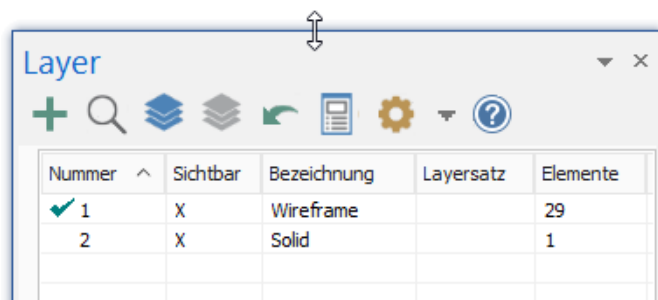 Layer
Nummer Sichtbar Bezeichnung Layersatz Elemente
1 X Wireframe 29
2 X Solid 1